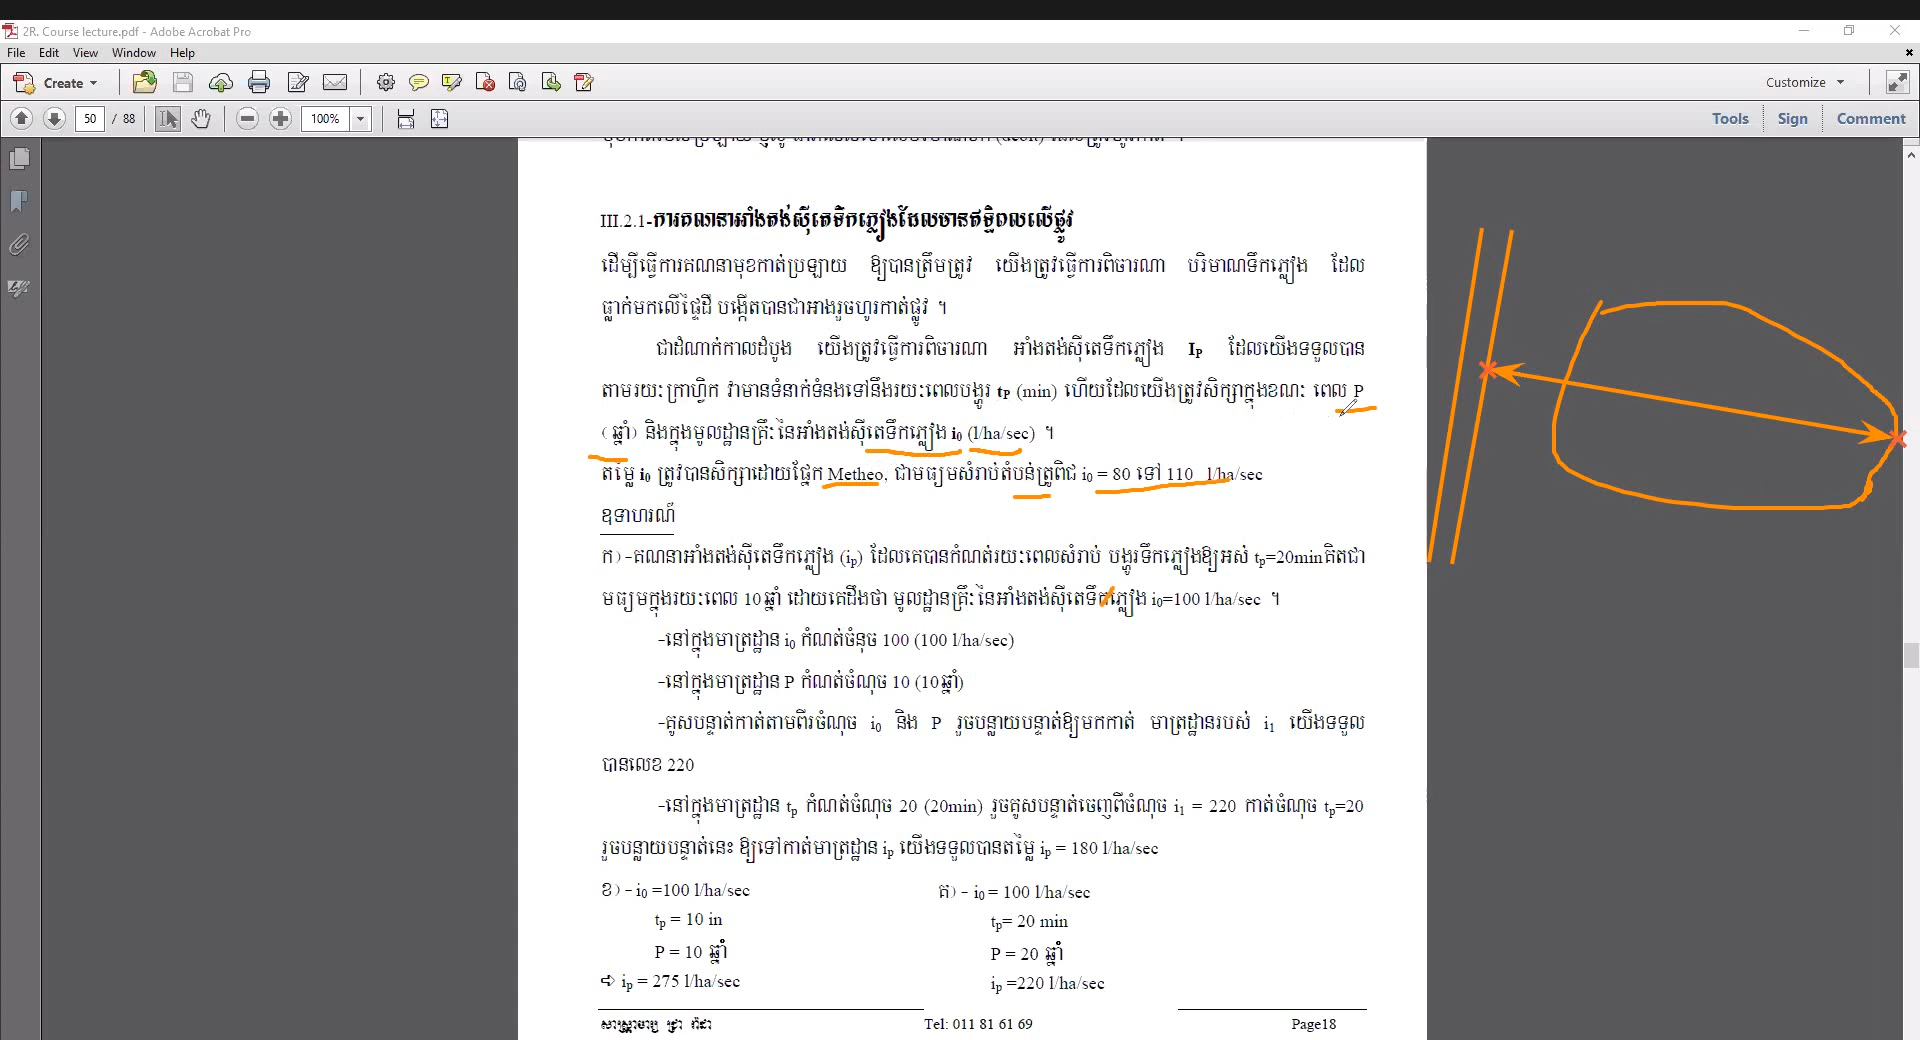 2R. Course lecture.pdf - Adobe Acrobat Pro
File Edit View Window Help
Create
Customize
50 / 88
100%
Tools Sign Comment
III.2.1-ការគណនាអាំងតង់ស៊ីតេទឹកភ្លៀងដែលមានឥទ្ធិពលលើផ្លូវ
ដើម្បីធ្វើការគណនាមុខកាត់ប្រឡាយ ឱ្យបានត្រឹមត្រូវ យើងត្រូវធ្វើការពិចារណា បរិមាណទឹកភ្លៀង ដែល
ធ្លាក់មកលើផ្ទៃដី បង្កើតបានជាអាងរួចហូរកាត់ផ្លូវ ។
ជាដំណាក់កាលដំបូង យើងត្រូវធ្វើការពិចារណា អាំងតង់ស៊ីតេទឹកភ្លៀង IP ដែលយើងទទួលបាន
តាមរយៈក្រាហ្វិក វាមានទំនាក់ទំនងទៅនឹងរយៈពេលបង្ហូរ tP (min) ហើយដែលយើងត្រូវសិក្សាក្នុងខណៈ ពេល P
( ឆ្នាំ) និងក្នុងមូលដ្ឋានគ្រឹះនៃអាំងតង់ស៊ីតេទឹកភ្លៀង i0 (l/ha/sec) ។
តម្លៃ i0 ត្រូវបានសិក្សាដោយផ្នែក Metheo, ជាមធ្យមសំរាប់តំបន់ត្រូពិជ i0 = 80 ទៅ 110 l/ha/sec
ឧទាហរណ៍
ក) -គណនាអាំងតង់ស៊ីតេទឹកភ្លៀង (ip) ដែលគេបានកំណត់រយៈពេលសំរាប់ បង្ហូរទឹកភ្លៀងឱ្យអស់ tp=20minគិតជា
មធ្យមក្នុងរយៈពេល 10ឆ្នាំ ដោយគេដឹងថា មូលដ្ឋានគ្រឹះនៃអាំងតង់ស៊ីតេទឹកភ្លៀង i0=100 l/ha/sec ។
-នៅក្នុងមាត្រដ្ឋាន i0 កំណត់ចំនុច 100 (100 l/ha/sec)
-នៅក្នុងមាត្រដ្ឋាន P កំណត់ចំណុច 10 (10ឆ្នាំ)
-គូសបន្ទាត់កាត់តាមពីរចំណុច i0 និង P រួចបន្លាយបន្ទាត់ឱ្យមកកាត់ មាត្រដ្ឋានរបស់ i1 យើងទទួល
បានលេខ 220
-នៅក្នុងមាត្រដ្ឋាន tp កំណត់ចំណុច 20 (20min) រួចគូសបន្ទាត់ចេញពីចំណុច i1 = 220 កាត់ចំណុច tp=20
រួចបន្លាយបន្ទាត់នេះ ឱ្យទៅកាត់មាត្រដ្ឋាន ip យើងទទួលបានតម្លៃ ip = 180 l/ha/sec
ខ) - i0 =100 l/ha/sec
tp = 10 in
P = 10 ឆ្នាំ
➪ ip = 275 l/ha/sec
គ) - i0 = 100 l/ha/sec
tp= 20 min
P = 20 ឆ្នាំ
ip =220 l/ha/sec
សាស្ត្រាចារ្យ ជ្រា រ៉ាដា Tel: 011 81 61 69 Page18